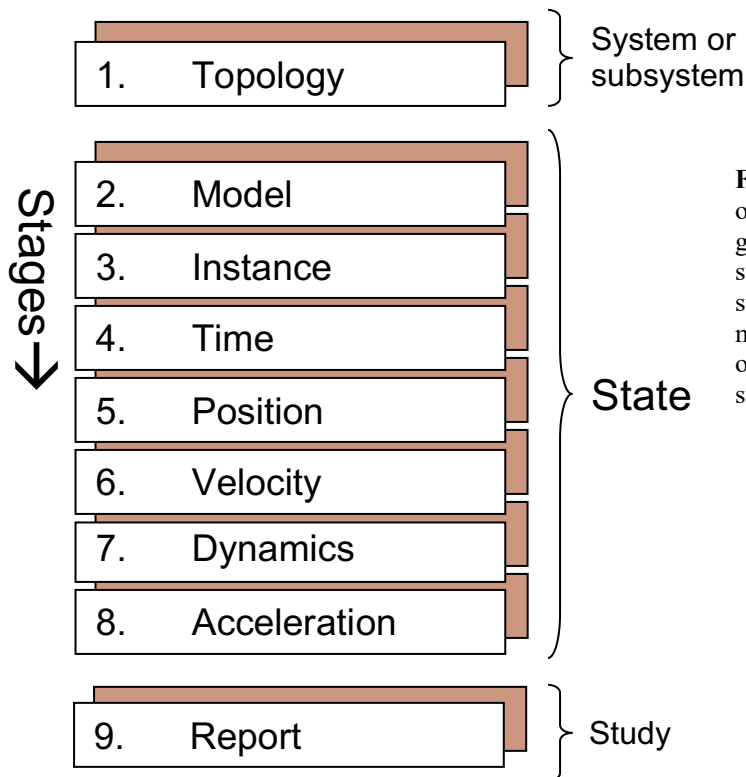 1. Topology
System or
subsystem
Stages→
2. Model
3. Instance
4. Time
5. Position
6. Velocity
7. Dynamics
8. Acceleration
State
9. Report
Study
F
o
g
s
s
n
o
s